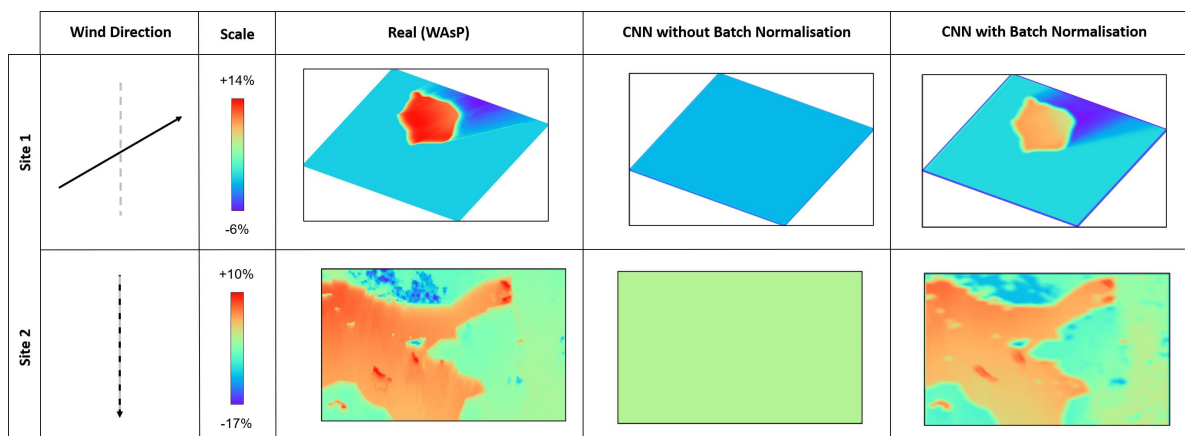 Wind Direction
Scale
Real (WAsP)
CNN without Batch Normalisation
CNN with Batch Normalisation
Site 1
+14%
-6%
Site 2
+10%
-17%